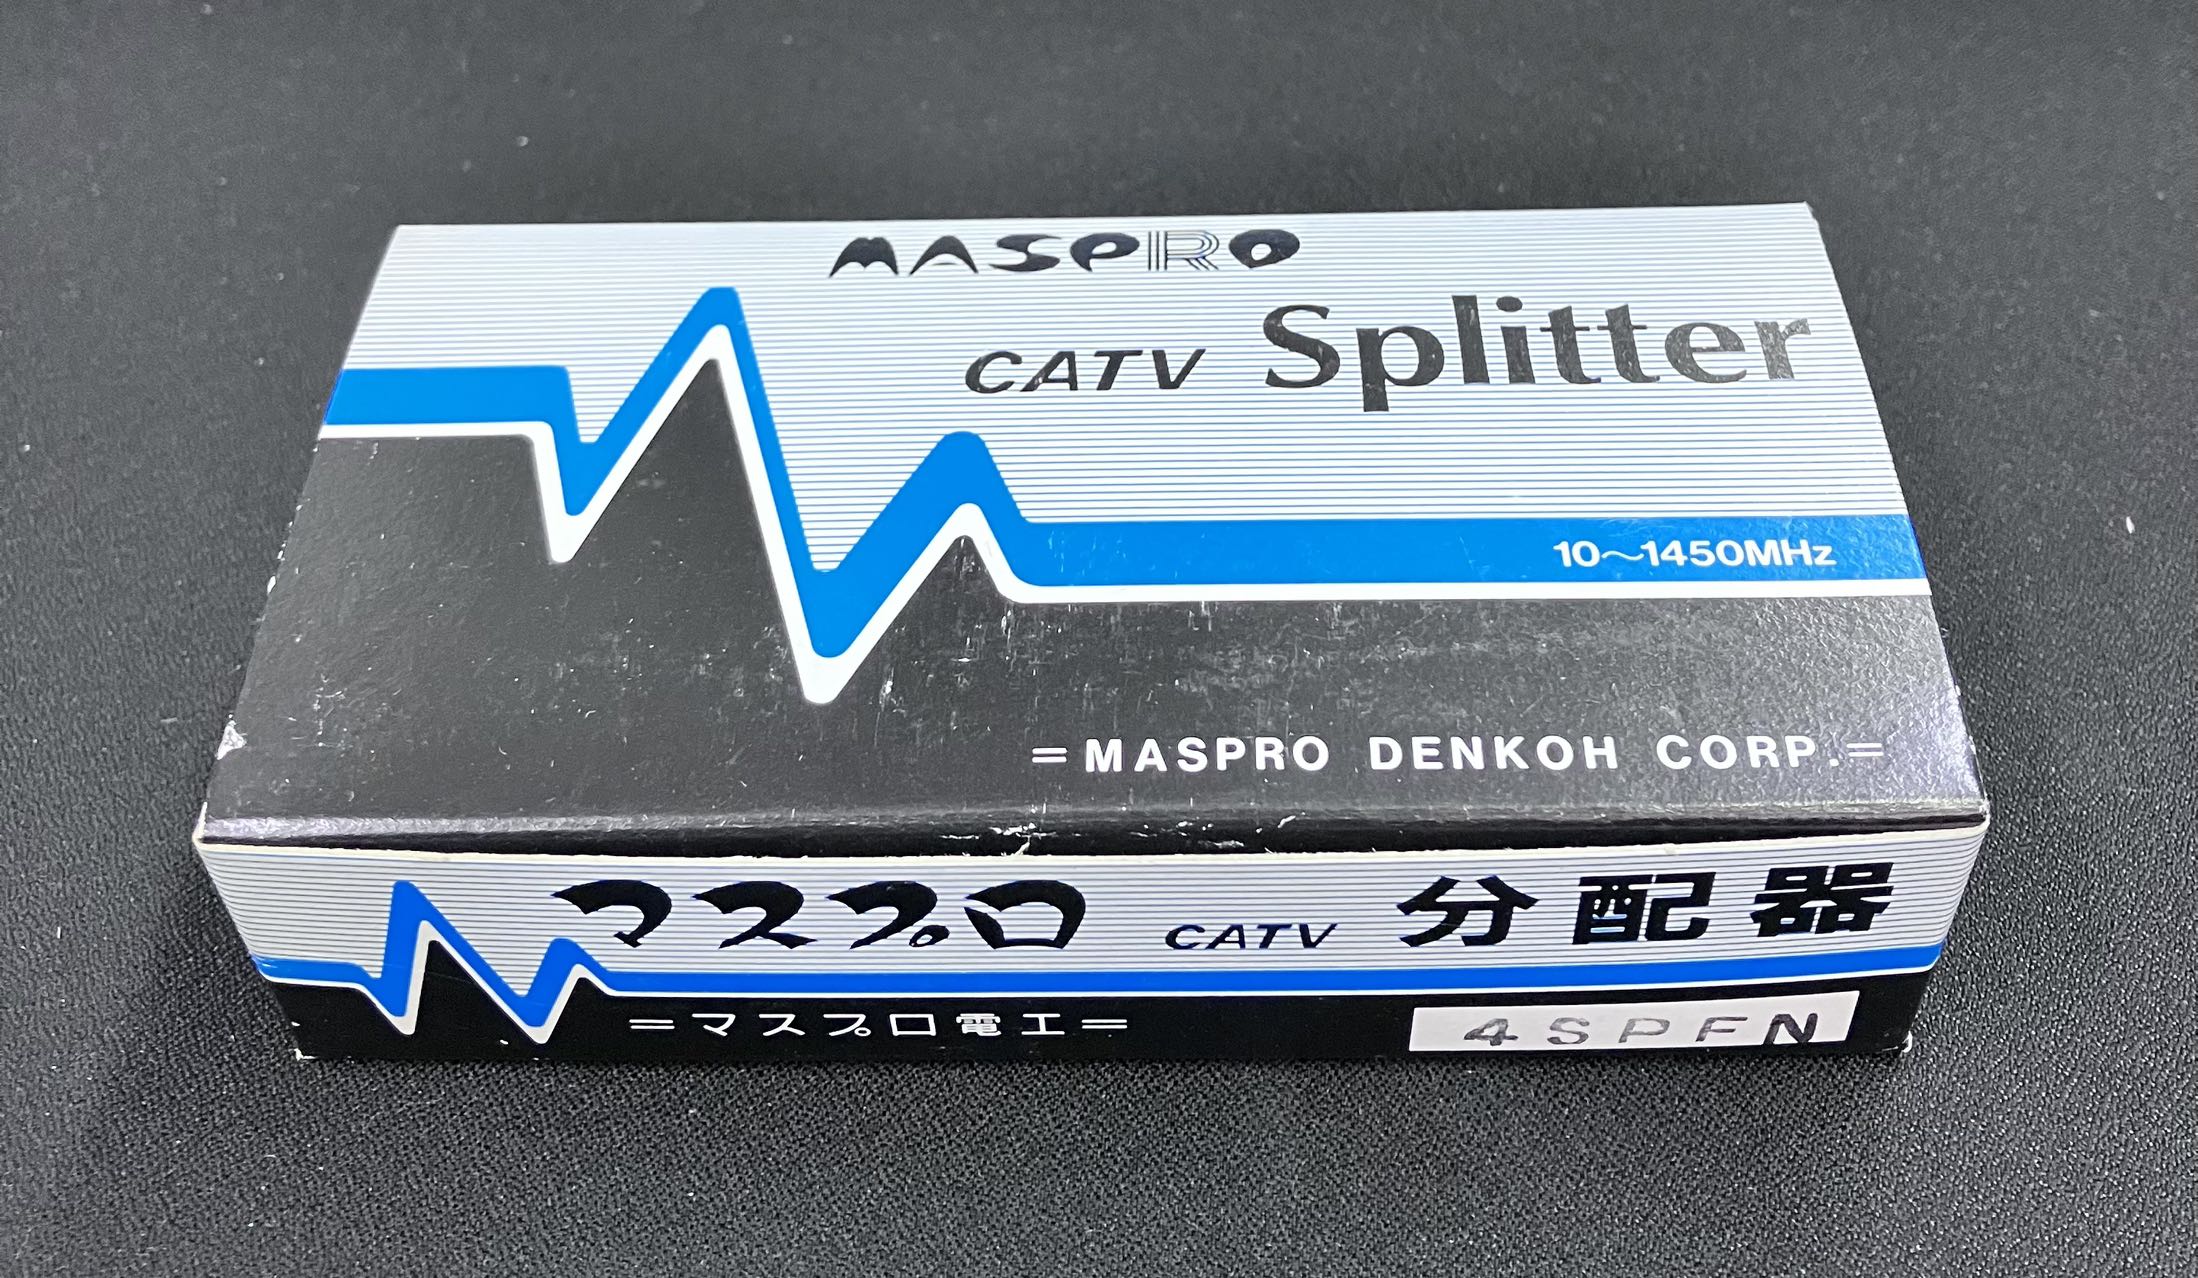 MASPRO
CATV Splitter
10～1450MHz
=MASPRO DENKOH CORP.=
マスプロ CATV 分配器
=マスプロ電工=
4SPFN